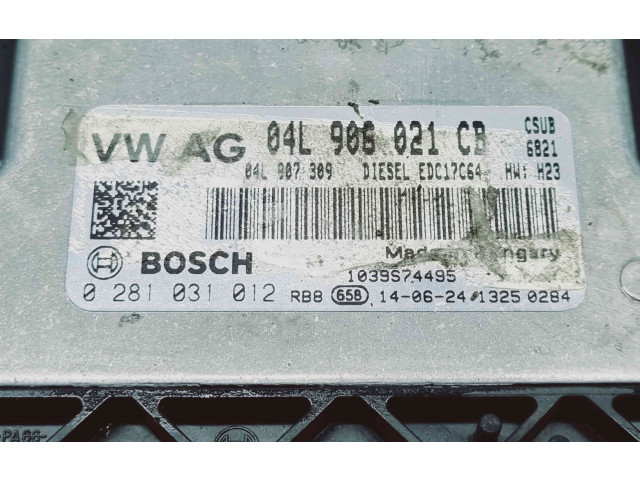 VW AG 04L 906 021 CB CSUB
6821
04L 907 309 DIESEL EDC17C64 HW: H23
BOSCH Made in Hungary
1039S74495
0 281 031 012 RB8 658 14-06-24 1325 0284